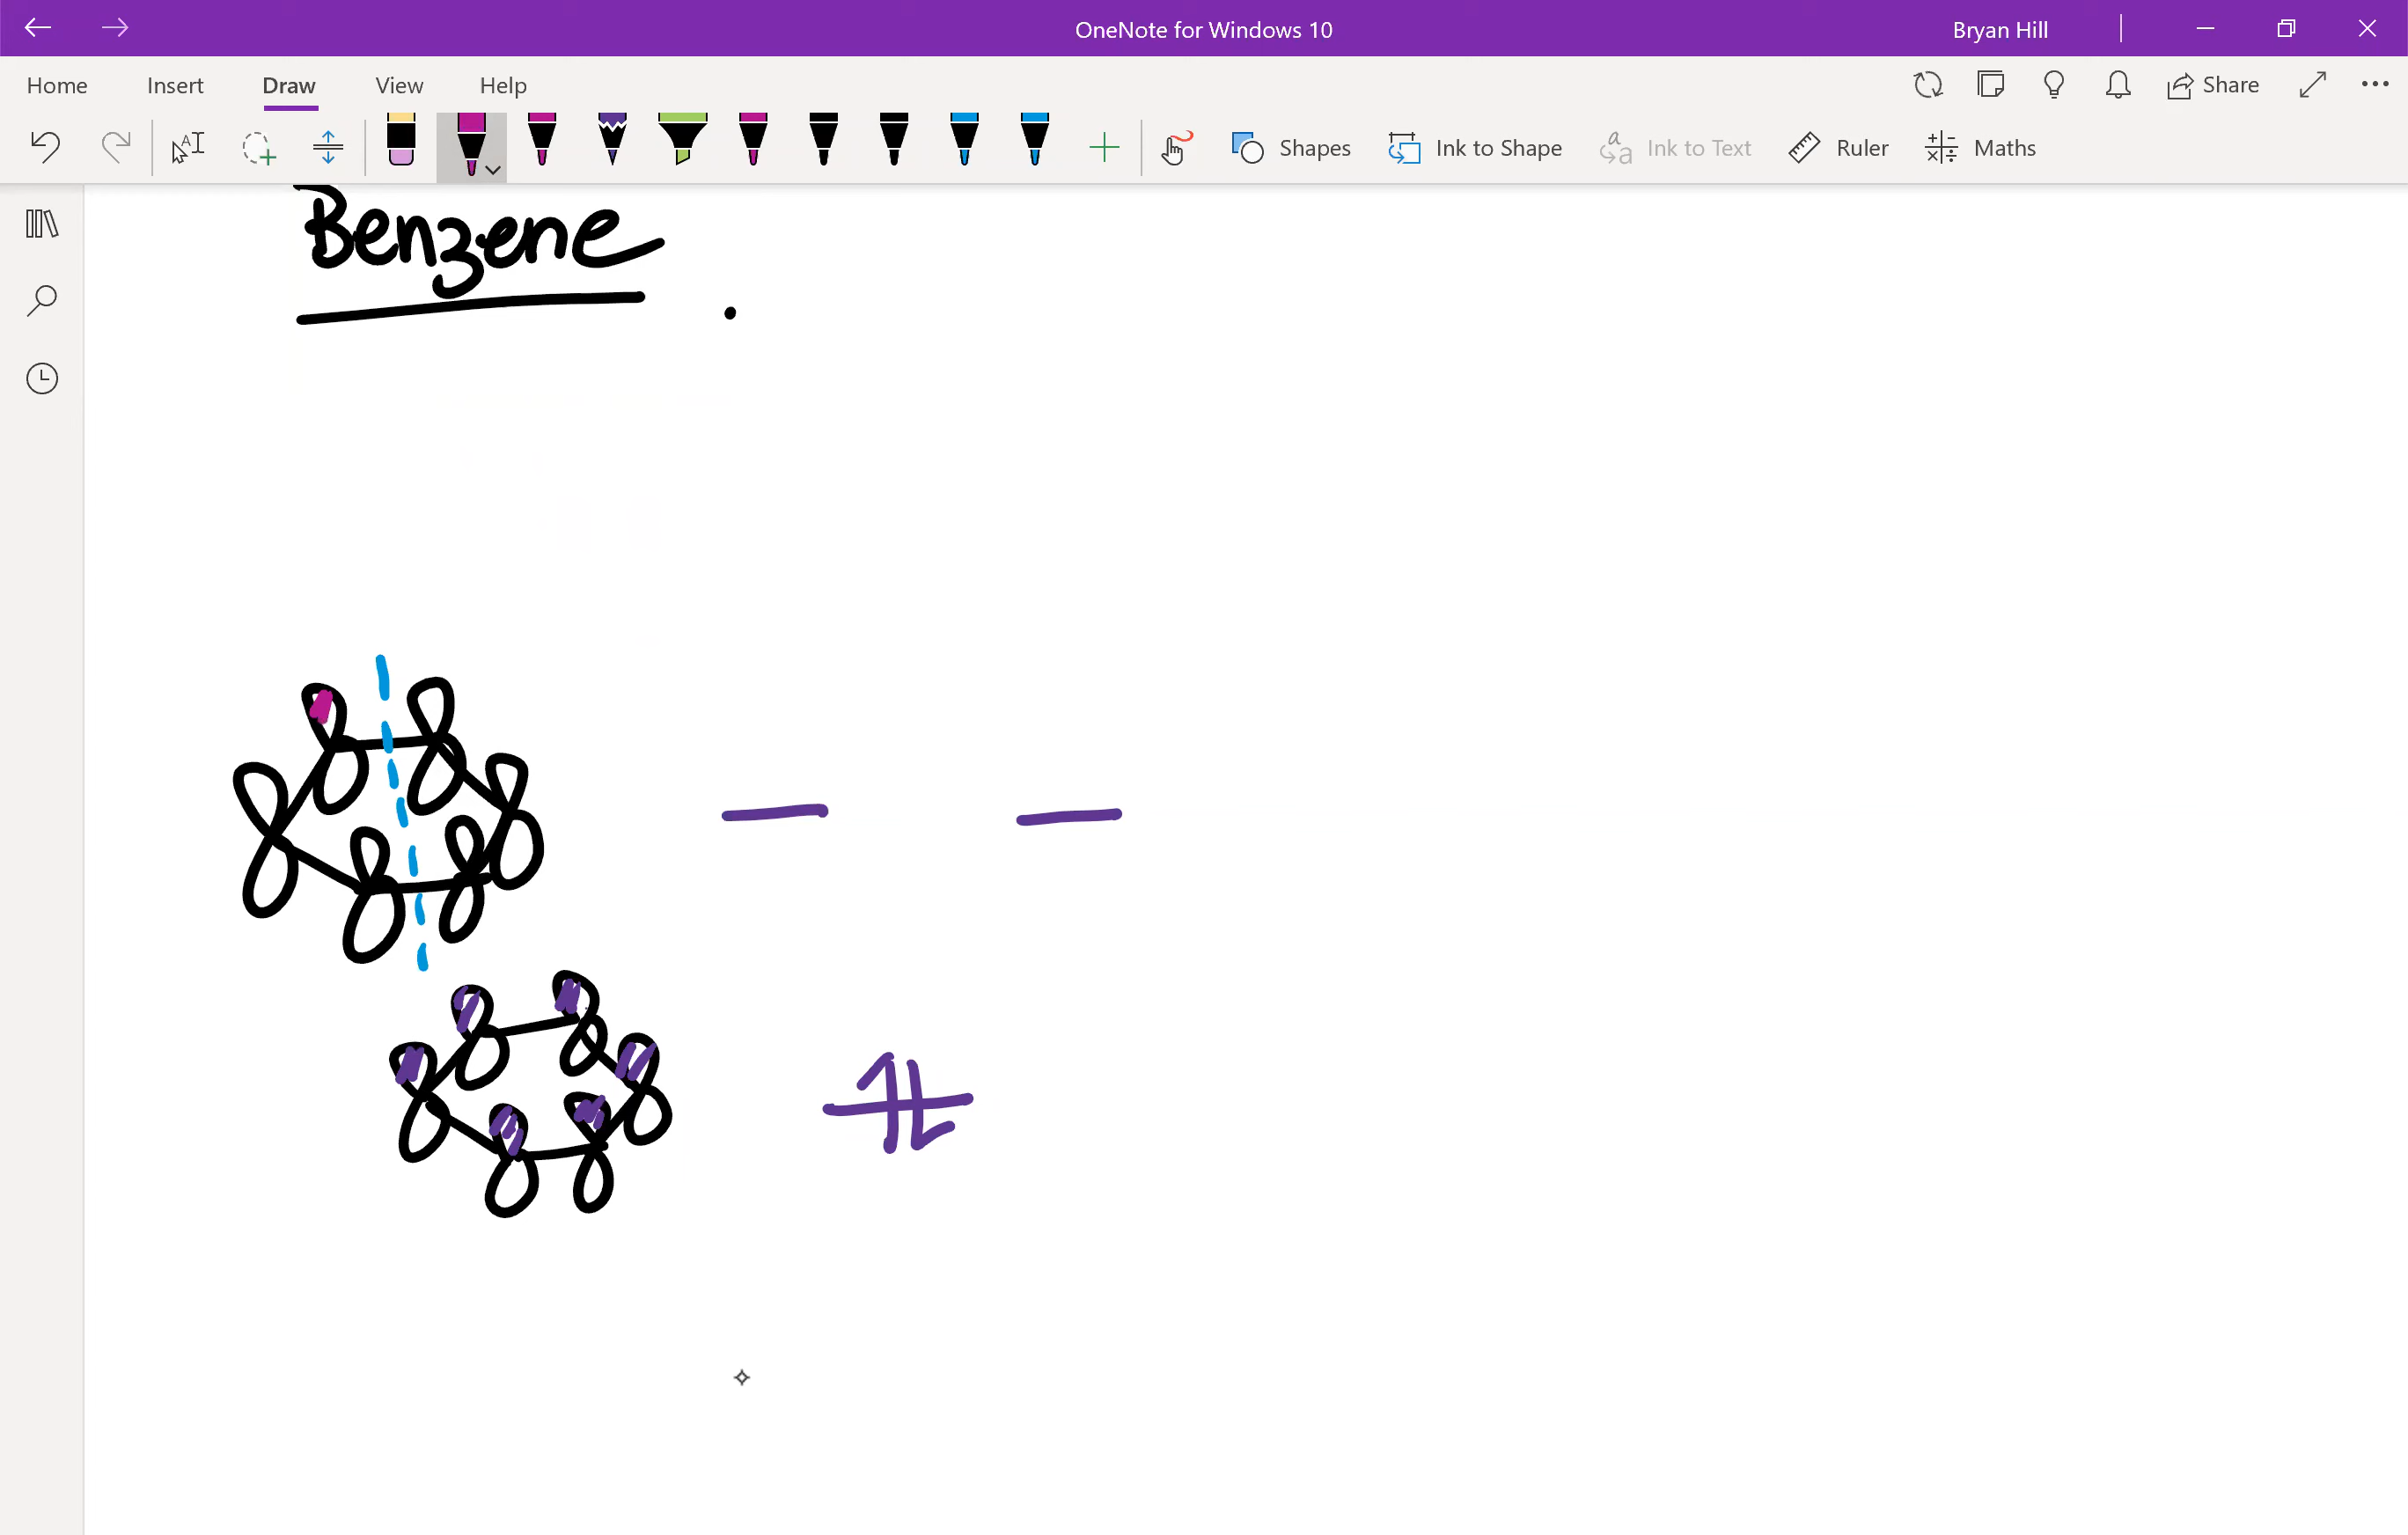 OneNote for Windows 10
Bryan Hill
Home Insert Draw View Help Share
Shapes Ink to Shape Ink to Text Ruler Maths
Benzene